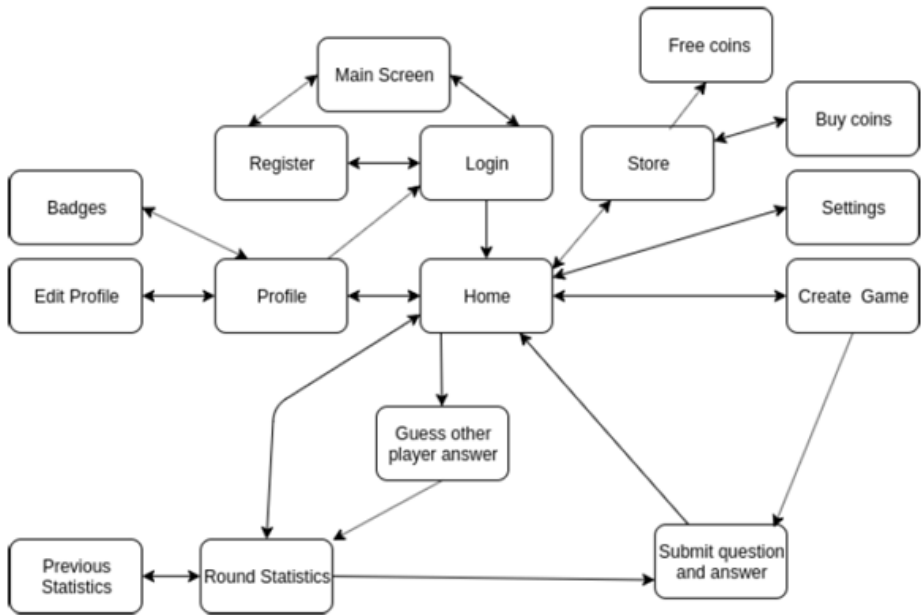 Free coins
Main Screen
Buy coins
Register
Login
Store
Badges
Settings
Edit Profile
Profile
Home
Create Game
Guess other
player answer
Previous
Statistics
Round Statistics
Submit question
and answer